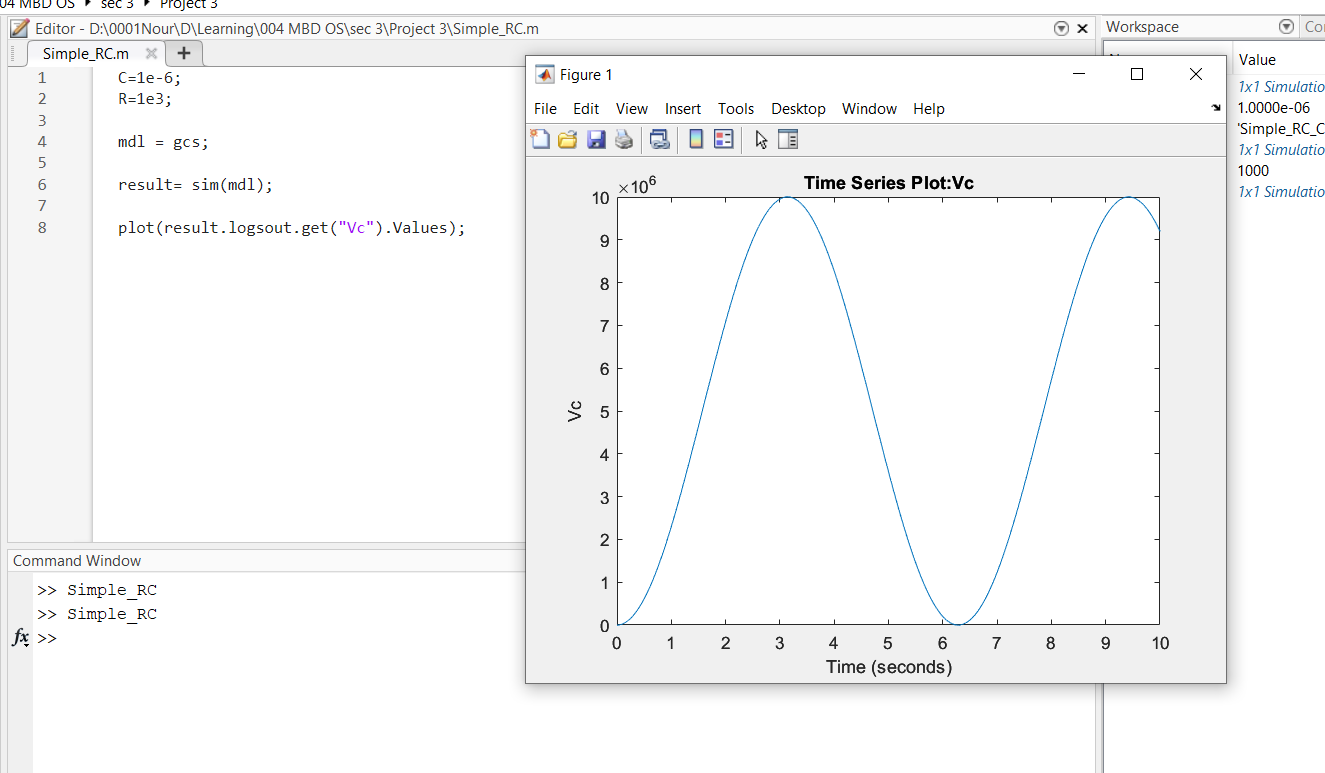 04 MBD OS ▸ sec 3 ▸ Project 3
Editor - D:\0001Nour\D\Learning\004 MBD OS\sec 3\Project 3\Simple_RC.m
Simple_RC.m
1 C=1e-6;
2 R=1e3;
3
4 mdl = gcs;
5
6 result= sim(mdl);
7
8 plot(result.logsout.get("Vc").Values);
Command Window
>> Simple_RC
>> Simple_RC
fx >>
Figure 1
File Edit View Insert Tools Desktop Window Help
×10⁶
Time Series Plot:Vc
10
9
8
7
6
5
4
3
2
1
0
Vc
0 1 2 3 4 5 6 7 8 9 10
Time (seconds)
Workspace
Value
1x1 Simulatio
1.0000e-06
'Simple_RC_C
1x1 Simulatio
1000
1x1 Simulatio